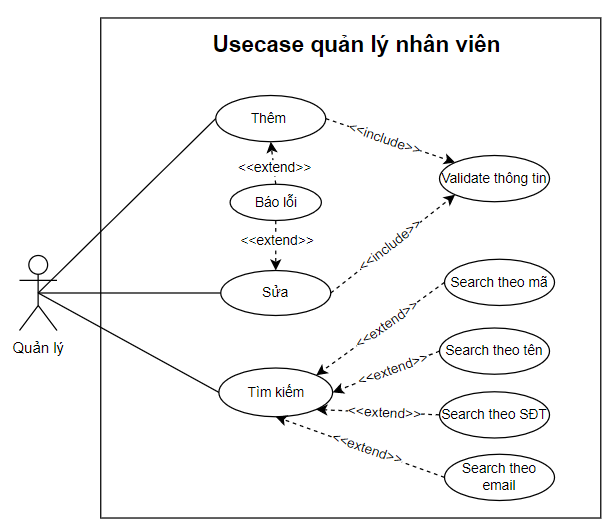 Usecase quản lý nhân viên
Thêm
<<include>>
<<extend>>
Validate thông tin
Báo lỗi
<<extend>>
<<include>>
Sửa
Search theo mã
<<extend>>
Quản lý
Search theo tên
<<extend>>
Tìm kiếm
Search theo SĐT
<<extend>>
<<extend>>
Search theo
email